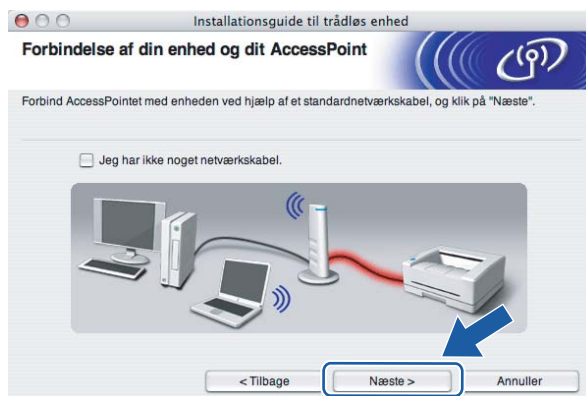 Installationsguide til trådløs enhed
Forbindelse af din enhed og dit AccessPoint
Forbind AccessPointet med enheden ved hjælp af et standardnetværkskabel, og klik på "Næste".
Jeg har ikke noget netværkskabel.
< Tilbage
Næste >
Annuller